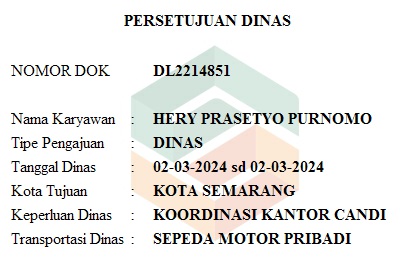 PERSETUJUAN DINAS
NOMOR DOK DL2214851
Nama Karyawan : HERY PRASETYO PURNOMO
Tipe Pengajuan : DINAS
Tanggal Dinas : 02-03-2024 sd 02-03-2024
Kota Tujuan : KOTA SEMARANG
Keperluan Dinas : KOORDINASI KANTOR CANDI
Transportasi Dinas : SEPEDA MOTOR PRIBADI